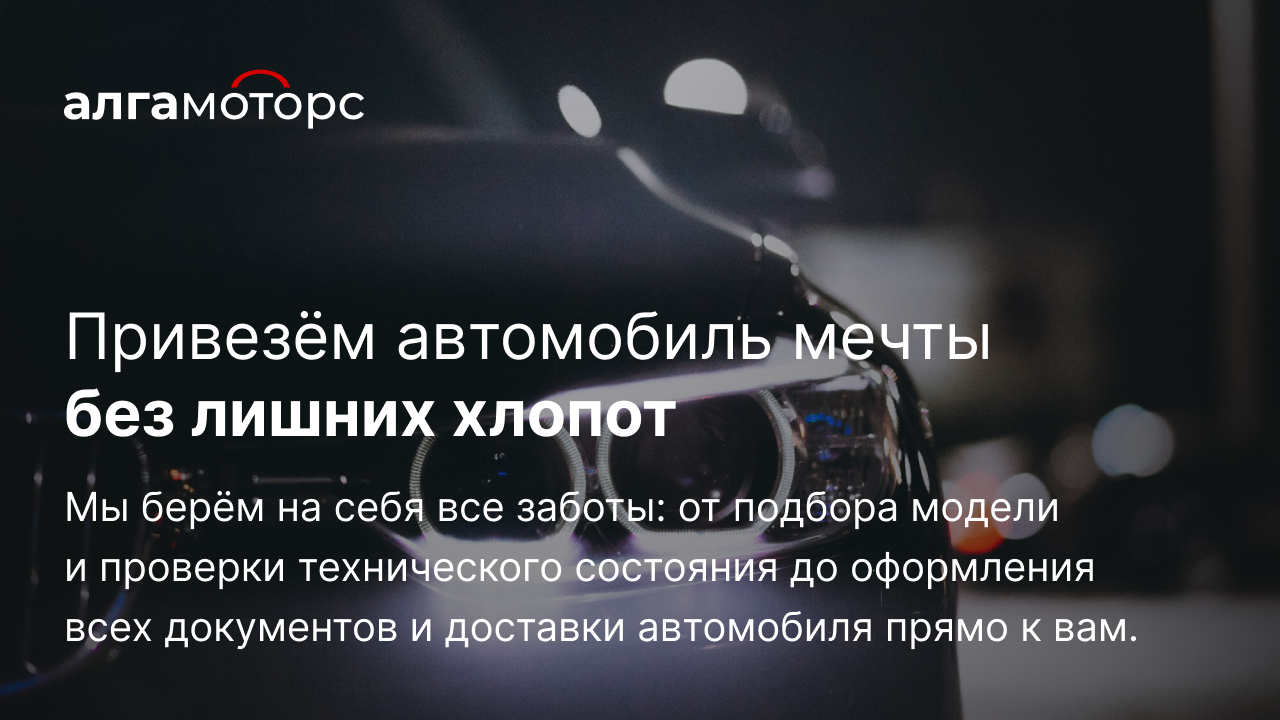 алгамоторс
Привезём автомобиль мечты
без лишних хлопот
Мы берём на себя все заботы: от подбора модели
и проверки технического состояния до оформления
всех документов и доставки автомобиля прямо к вам.